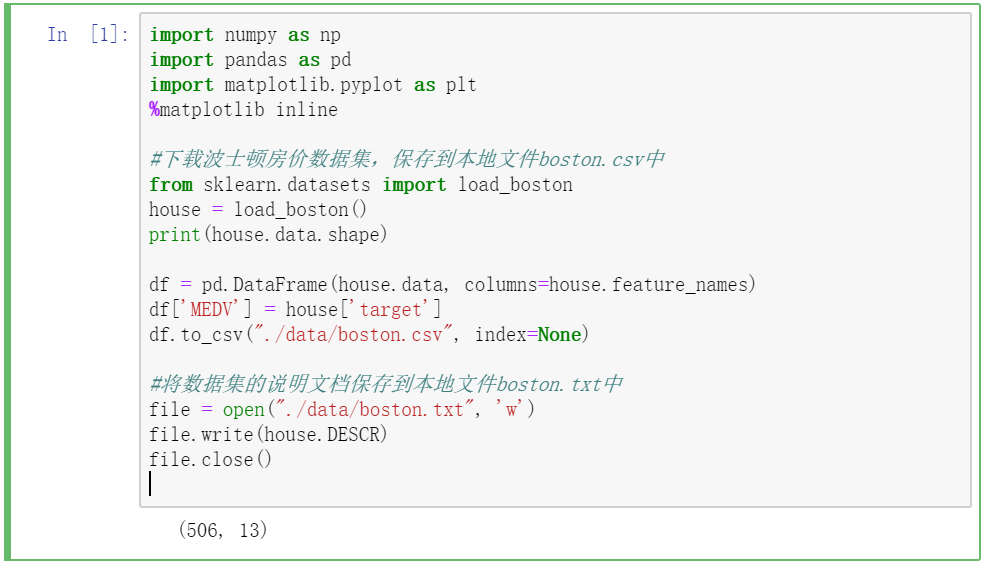 In [1]:
import numpy as np
import pandas as pd
import matplotlib.pyplot as plt
%matplotlib inline
#下载波士顿房价数据集，保存到本地文件boston.csv中
from sklearn.datasets import load_boston
house = load_boston()
print(house.data.shape)
df = pd.DataFrame(house.data, columns=house.feature_names)
df['MEDV'] = house['target']
df.to_csv("./data/boston.csv", index=None)
#将数据集的说明文档保存到本地文件boston.txt中
file = open("./data/boston.txt", 'w')
file.write(house.DESCR)
file.close()
(506, 13)